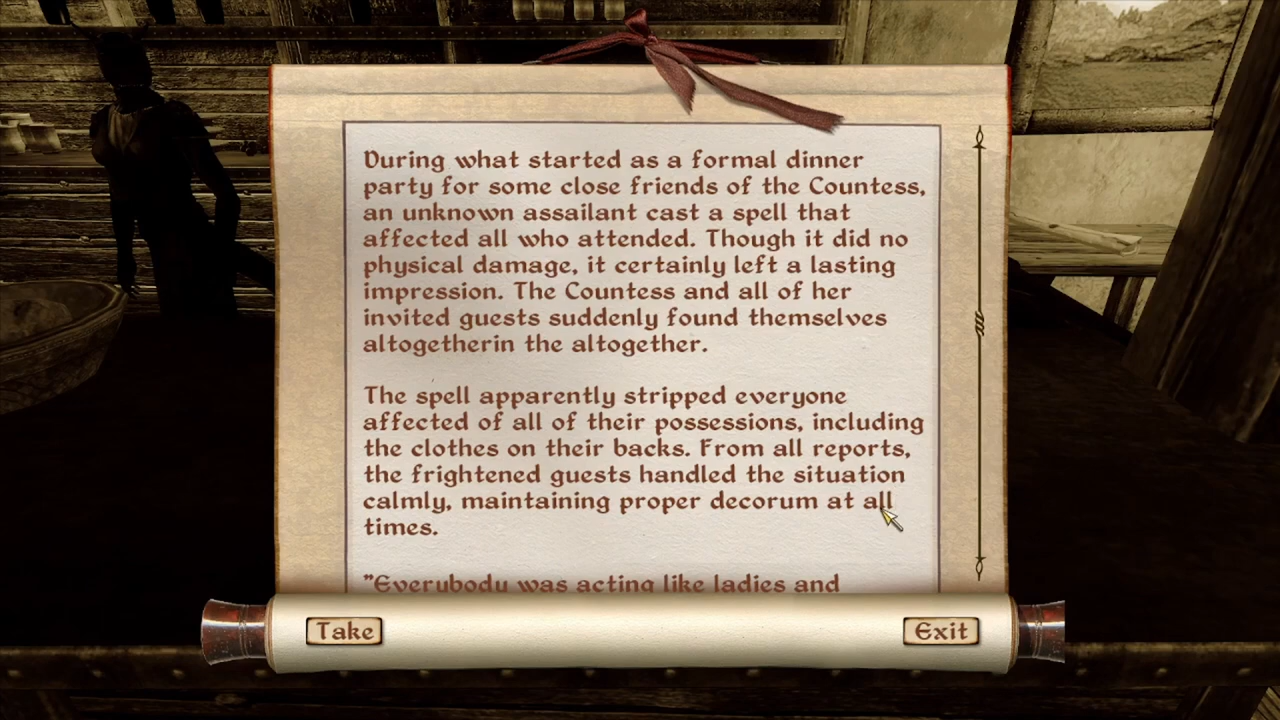 During what started as a formal dinner
party for some close friends of the Countess,
an unknown assailant cast a spell that
affected all who attended. Though it did no
physical damage, it certainly left a lasting
impression. The Countess and all of her
invited guests suddenly found themselves
altogetherin the altogether.
The spell apparently stripped everyone
affected of all of their possessions, including
the clothes on their backs. From all reports,
the frightened guests handled the situation
calmly, maintaining proper decorum at all
times.
"Everybody was acting like ladies and
Take
Exit